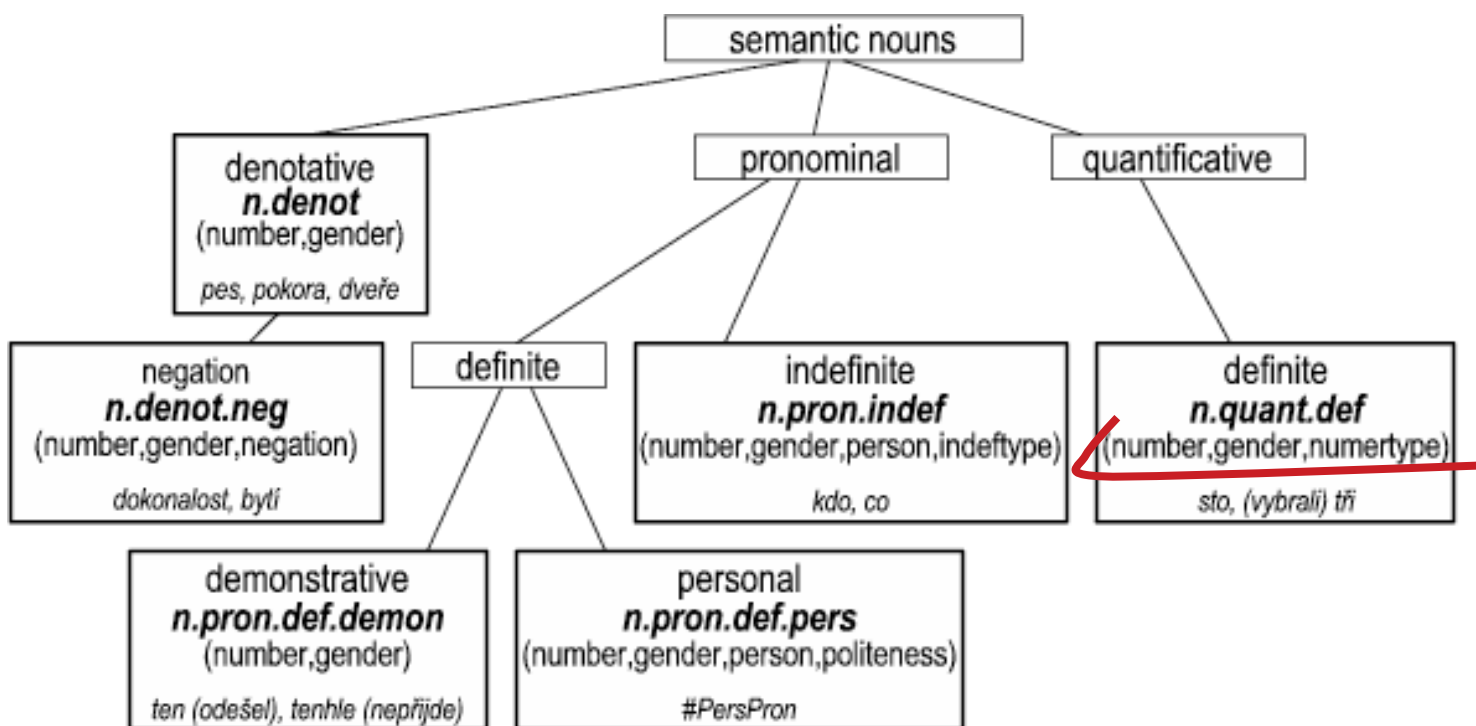 semantic nouns
denotative
n.denot
(number,gender)
pes, pokora, dveře
pronominal
quantificative
negation
n.denot.neg
(number,gender,negation)
dokonalost, bytí
definite
indefinite
n.pron.indef
(number,gender,person,indeftype)
kdo, co
definite
n.quant.def
(number,gender,numertype)
sto, (vybrali) tři
demonstrative
n.pron.def.demon
(number,gender)
ten (odešel), tenhle (nepřijde)
personal
n.pron.def.pers
(number,gender,person,politeness)
#PersPron